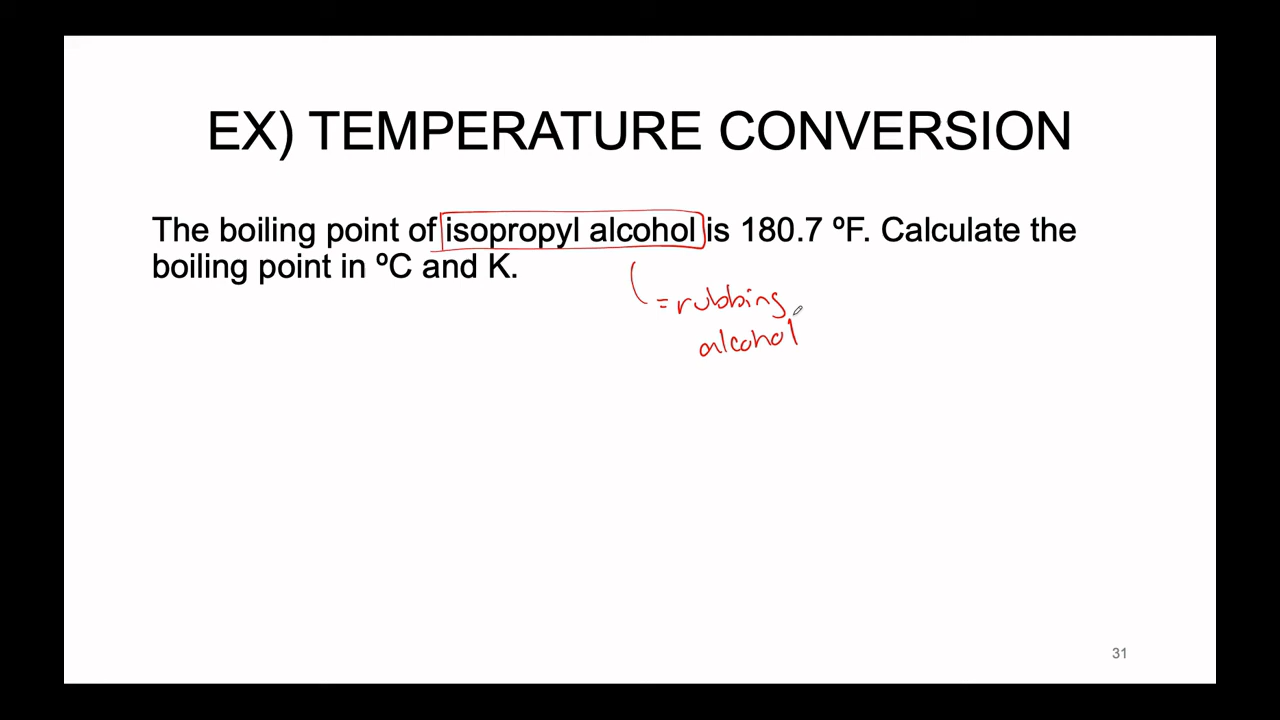 EX) TEMPERATURE CONVERSION
The boiling point of isopropyl alcohol is 180.7 ºF. Calculate the
boiling point in ºC and K.
= rubbing
alcohol
31